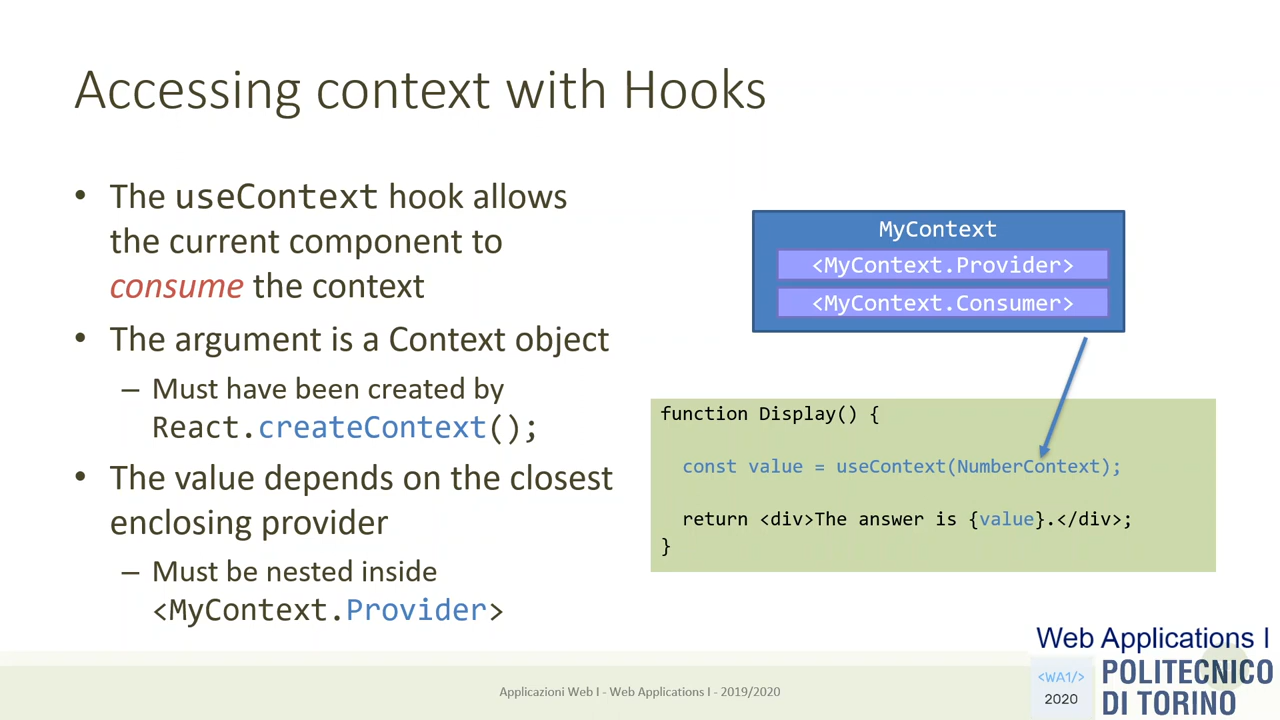 Accessing context with Hooks
• The useContext hook allows
the current component to
consume the context
• The argument is a Context object
– Must have been created by
React.createContext();
• The value depends on the closest
enclosing provider
– Must be nested inside
<MyContext.Provider>
MyContext
<MyContext.Provider>
<MyContext.Consumer>
function Display() {
const value = useContext(NumberContext);
return <div>The answer is {value}.</div>;
}
Applicazioni Web I - Web Applications I - 2019/2020
Web Applications I
<WA1/>
2020
POLITECNICO
DI TORINO